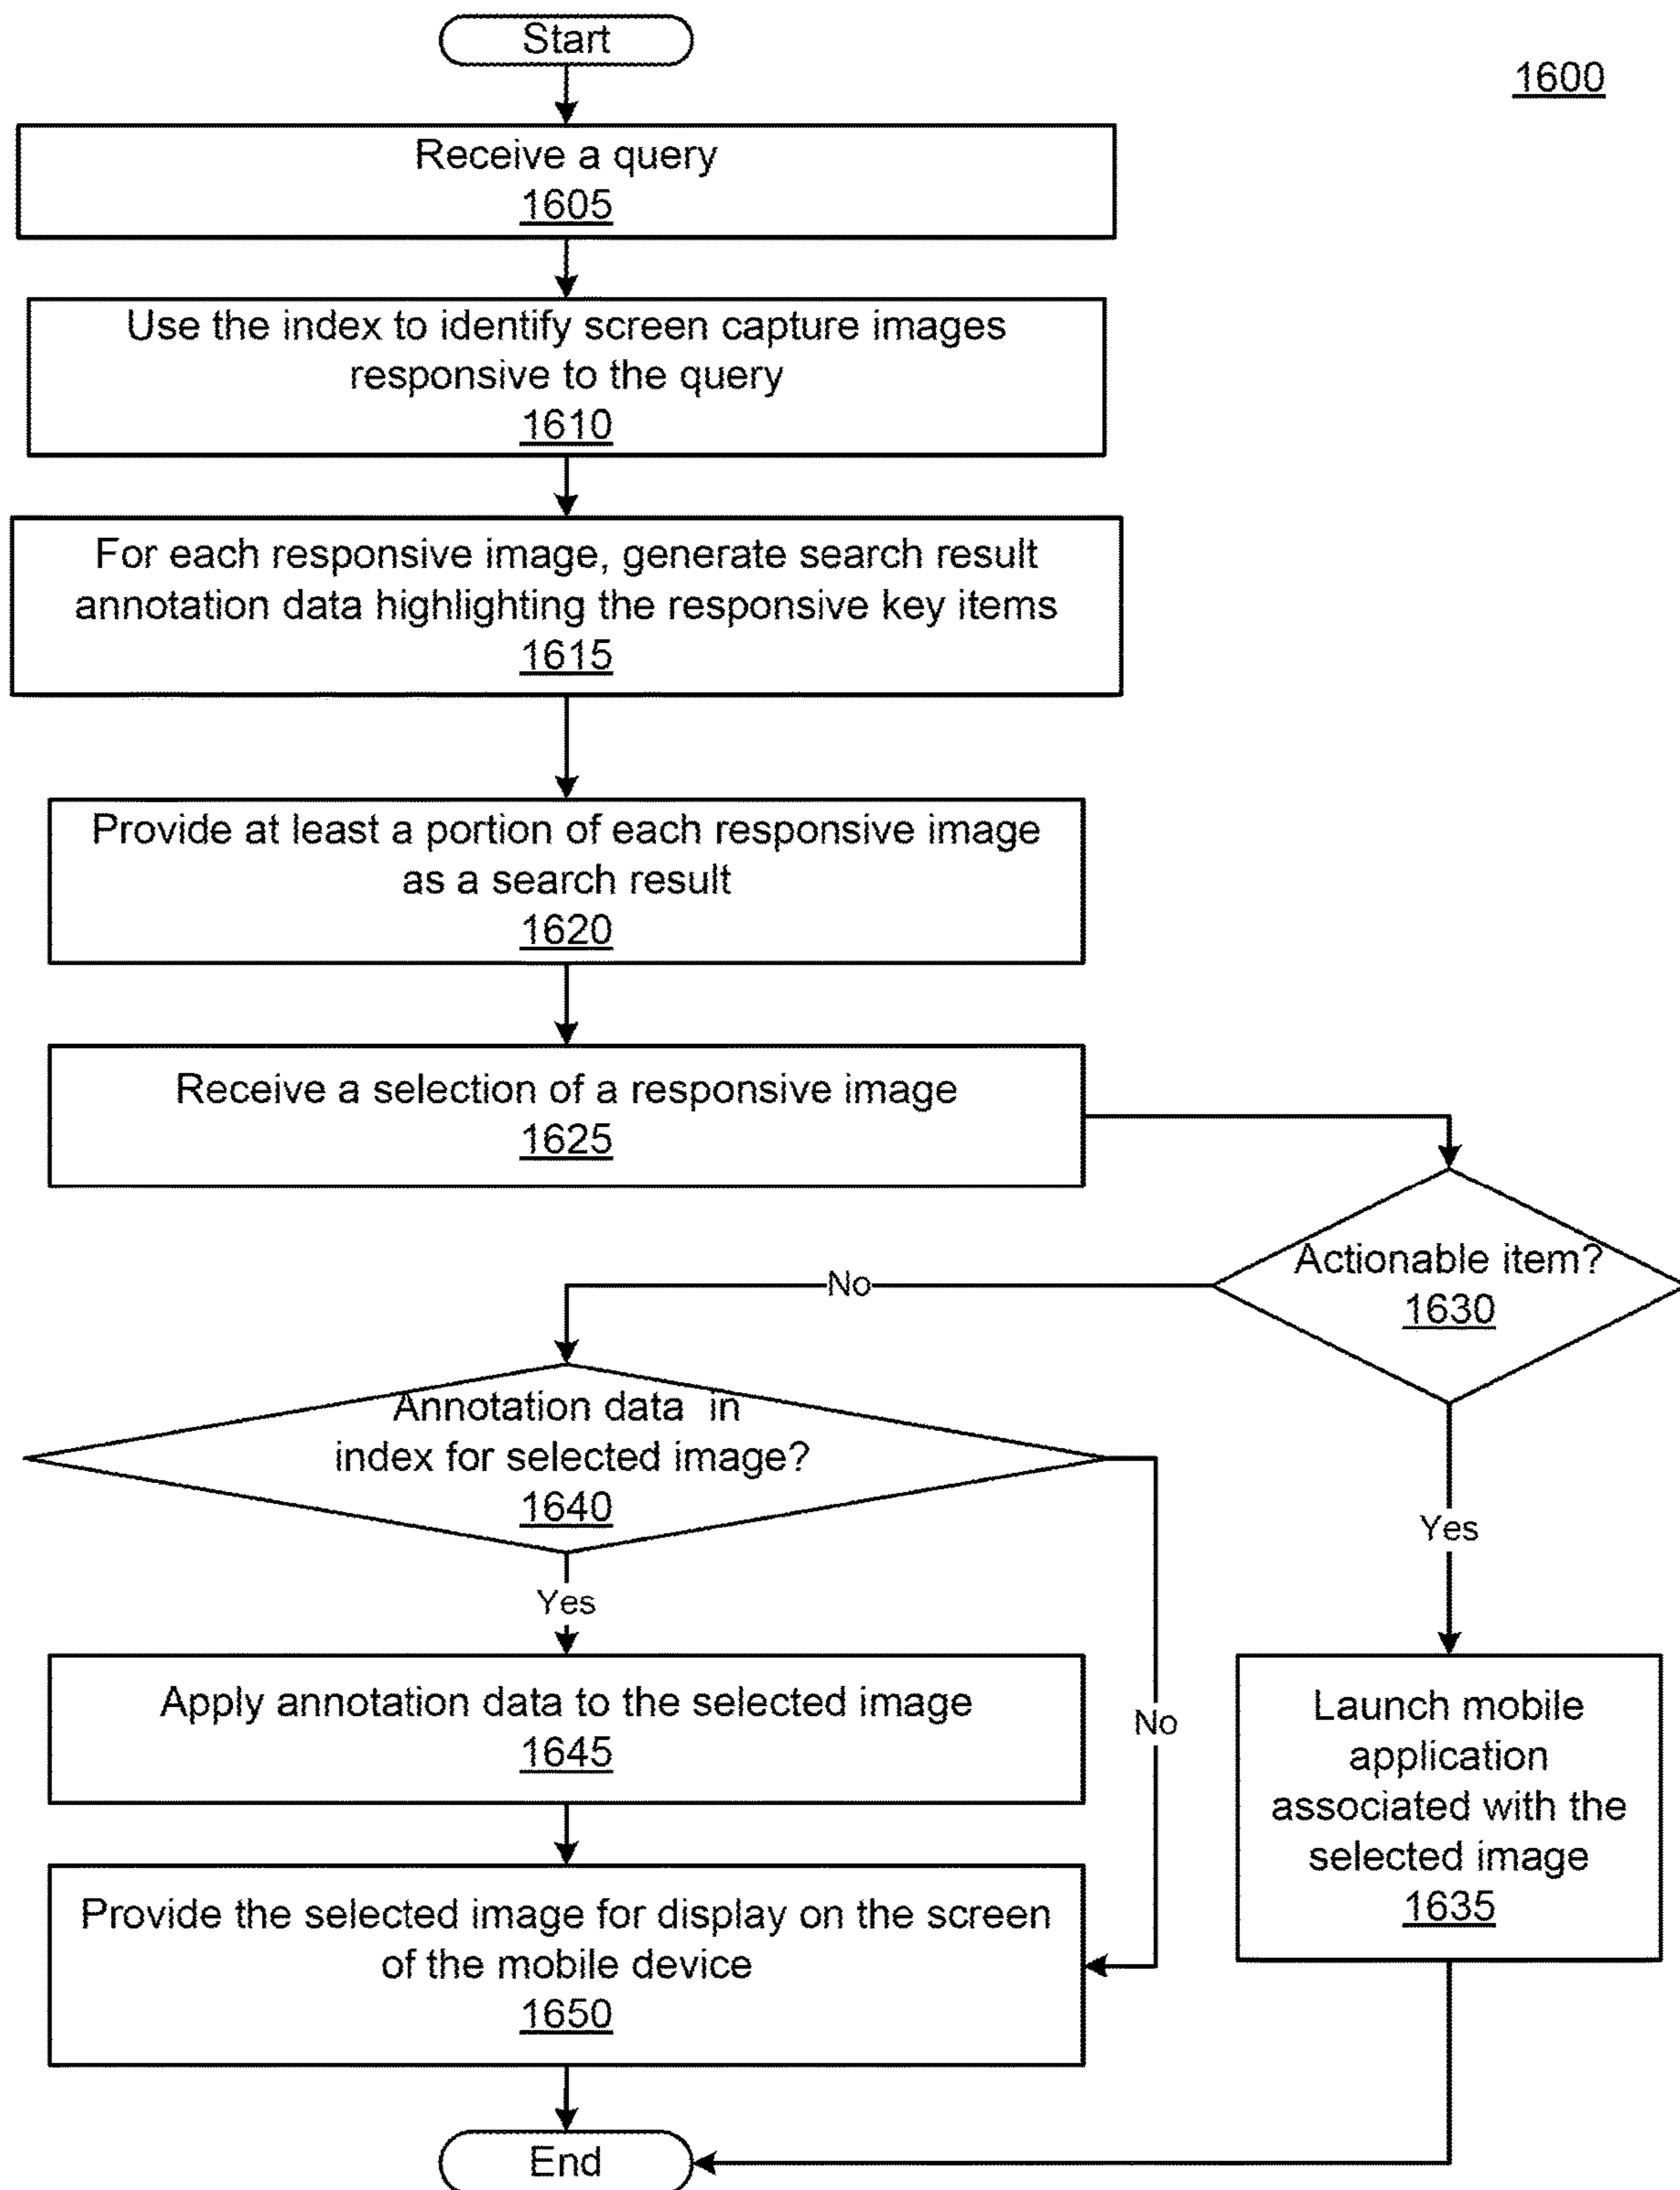 Start
1600
Receive a query
1605
Use the index to identify screen capture images
responsive to the query
1610
For each responsive image, generate search result
annotation data highlighting the responsive key items
1615
Provide at least a portion of each responsive image
as a search result
1620
Receive a selection of a responsive image
1625
Actionable item?
1630
No
Annotation data in
index for selected image?
1640
Yes
Yes
Apply annotation data to the selected image
1645
No
Launch mobile
application
associated with the
selected image
1635
Provide the selected image for display on the screen
of the mobile device
1650
End